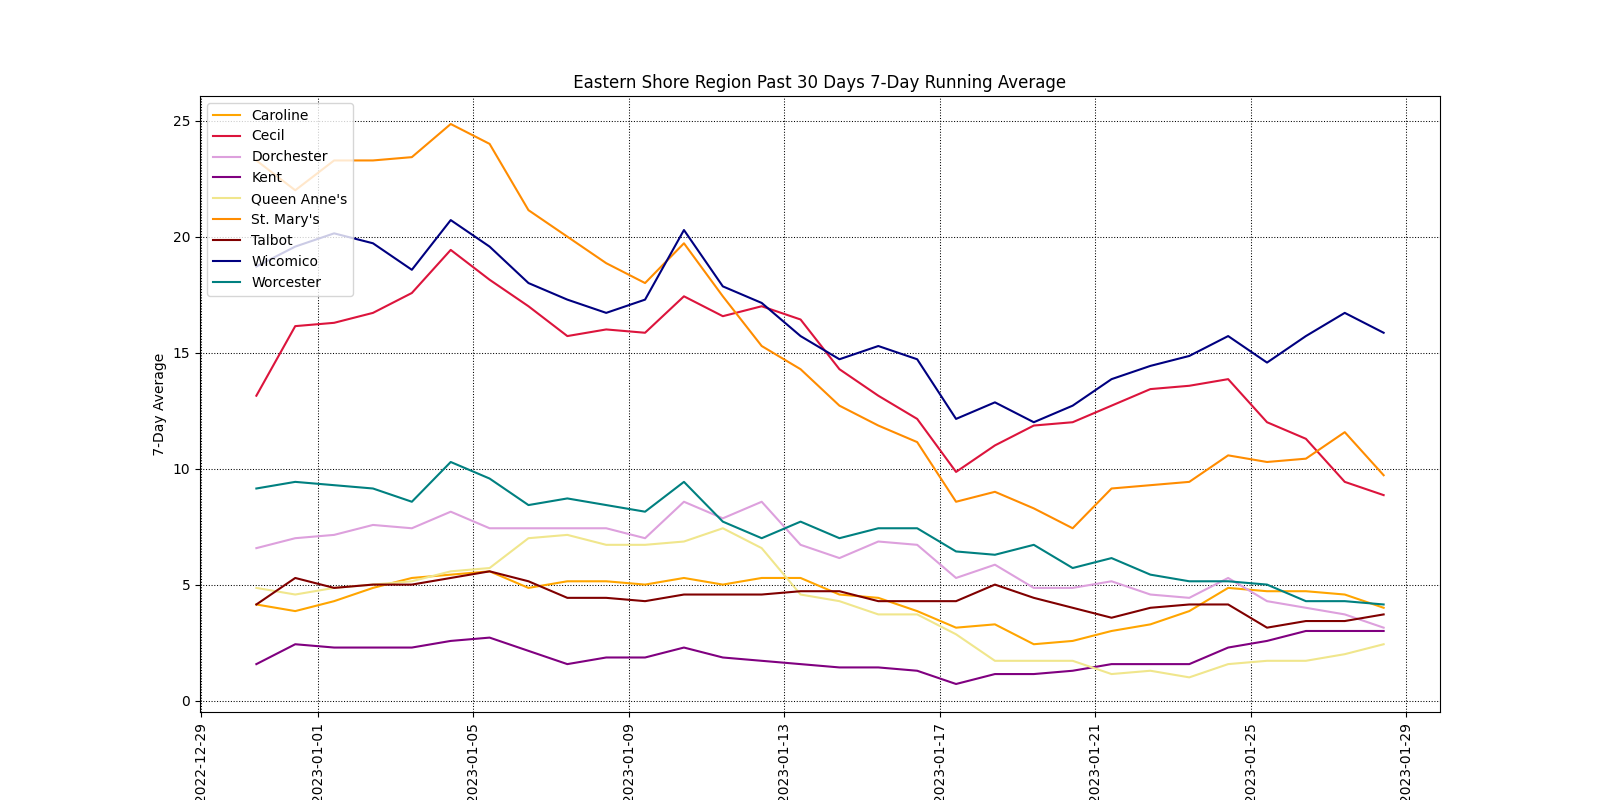 Eastern Shore Region Past 30 Days 7-Day Running Average
Caroline
Cecil
Dorchester
Kent
Queen Anne's
St. Mary's
Talbot
Wicomico
Worcester
7-Day Average
25
20
15
10
5
0
2022-12-29
2023-01-01
2023-01-05
2023-01-09
2023-01-13
2023-01-17
2023-01-21
2023-01-25
2023-01-29